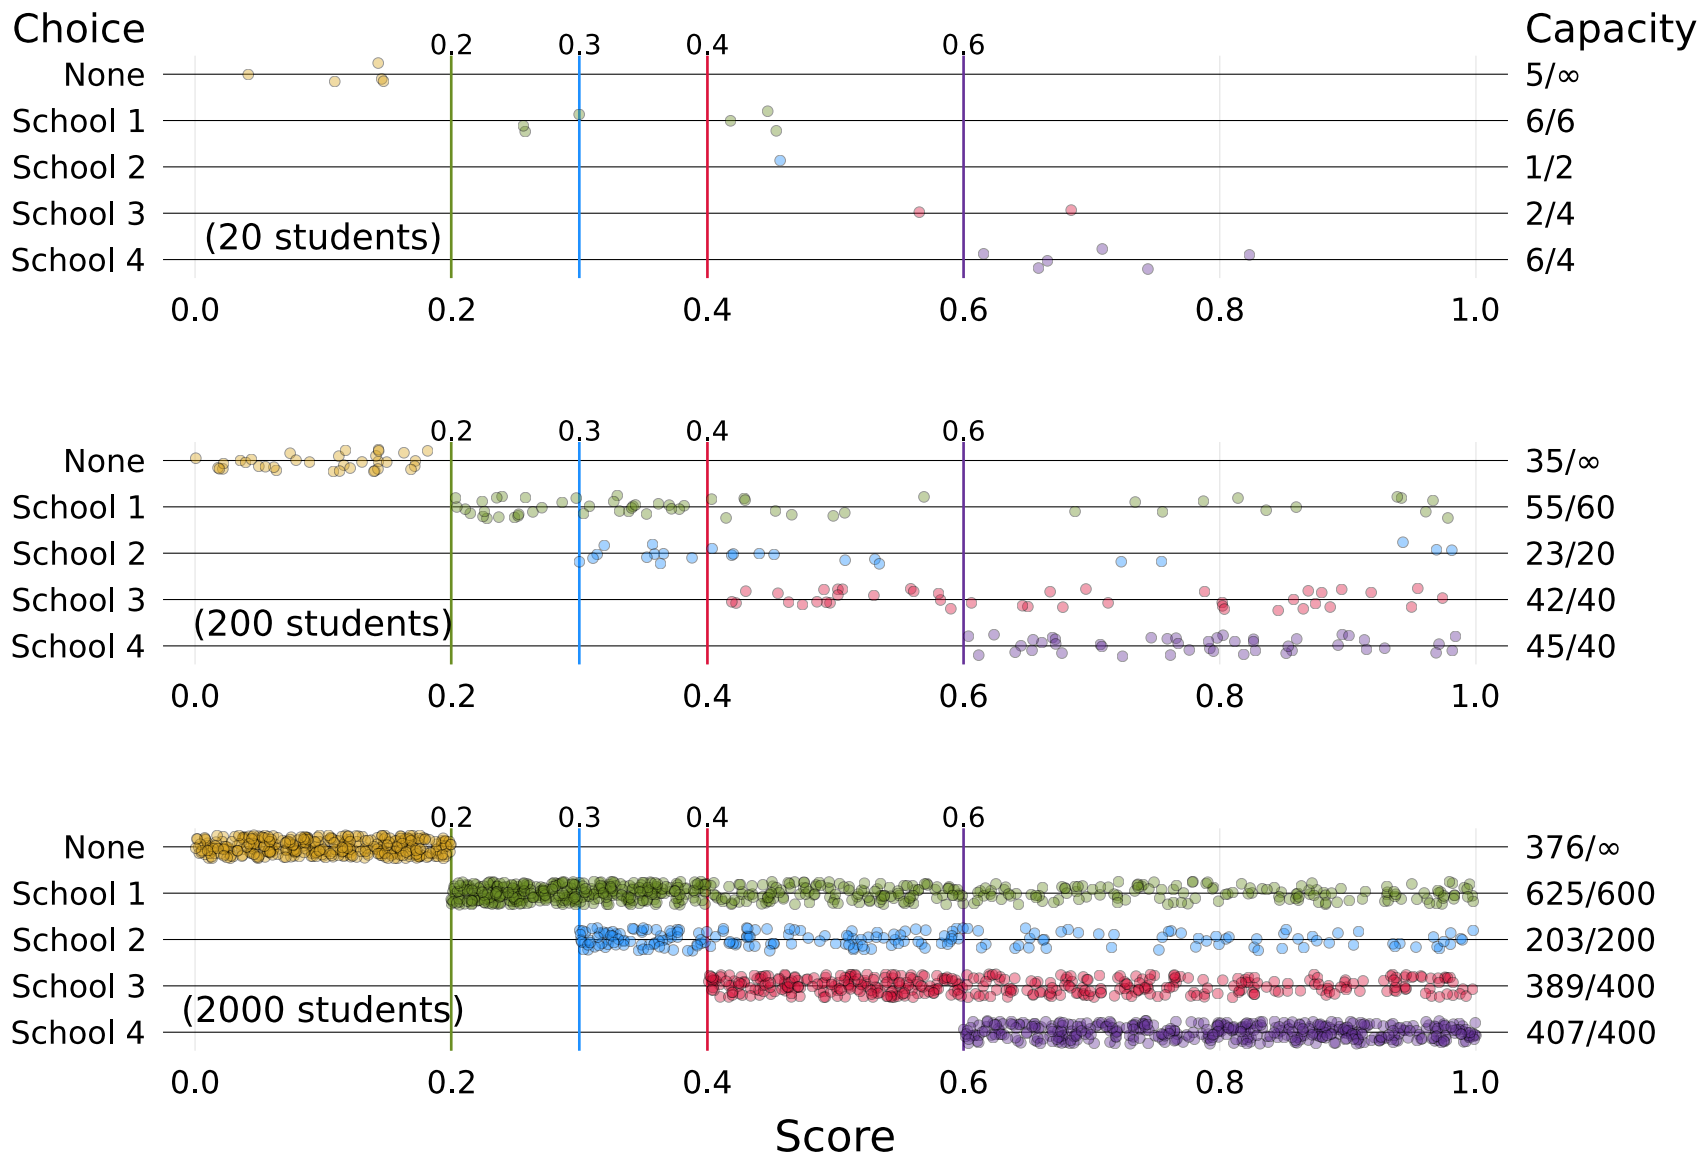 Choice Capacity
0.2 0.3 0.4 0.6
None 5/∞
School 1 6/6
School 2 1/2
School 3 2/4
(20 students)
School 4 6/4
0.0 0.2 0.4 0.6 0.8 1.0
0.2 0.3 0.4 0.6
None 35/∞
School 1 55/60
School 2 23/20
School 3 42/40
(200 students)
School 4 45/40
0.0 0.2 0.4 0.6 0.8 1.0
0.2 0.3 0.4 0.6
None 376/∞
School 1 625/600
School 2 203/200
School 3 389/400
(2000 students)
School 4 407/400
0.0 0.2 0.4 0.6 0.8 1.0
Score